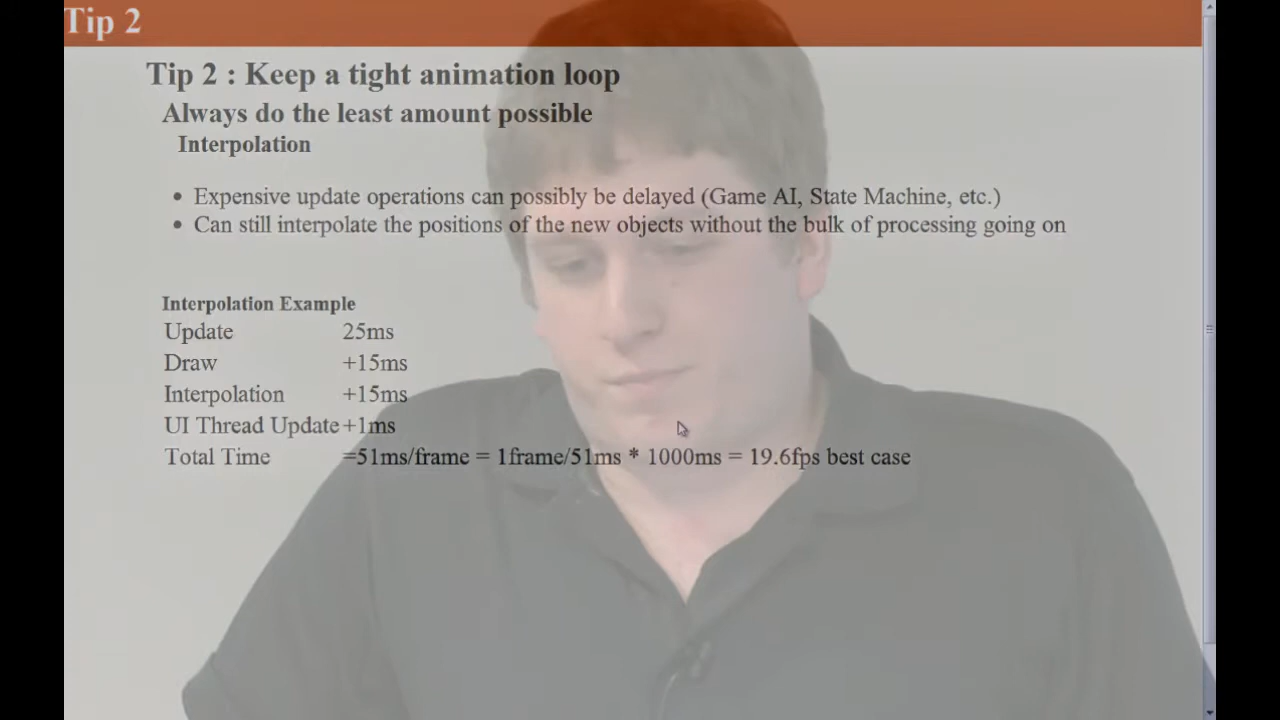 Tip 2
Tip 2 : Keep a tight animation loop
Always do the least amount possible
Interpolation
• Expensive update operations can possibly be delayed (Game AI, State Machine, etc.)
• Can still interpolate the positions of the new objects without the bulk of processing going on
Interpolation Example
Update 25ms
Draw +15ms
Interpolation +15ms
UI Thread Update +1ms
Total Time =51ms/frame = 1frame/51ms * 1000ms = 19.6fps best case